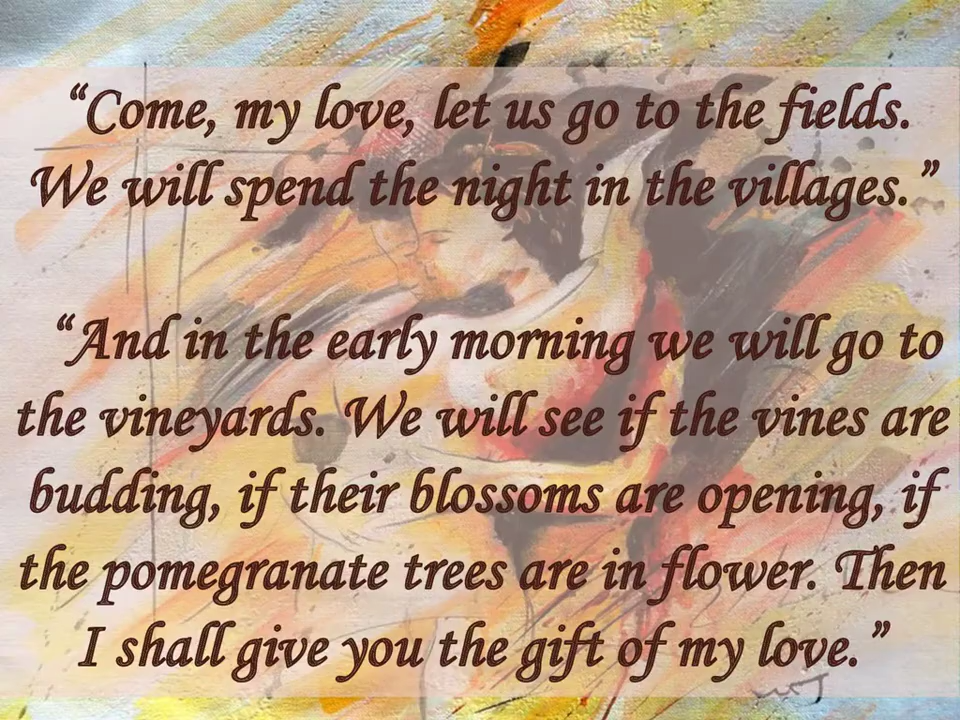 “Come, my love, let us go to the fields.
We will spend the night in the villages.”
“And in the early morning we will go to
the vineyards. We will see if the vines are
budding, if their blossoms are opening, if
the pomegranate trees are in flower. Then
I shall give you the gift of my love.”